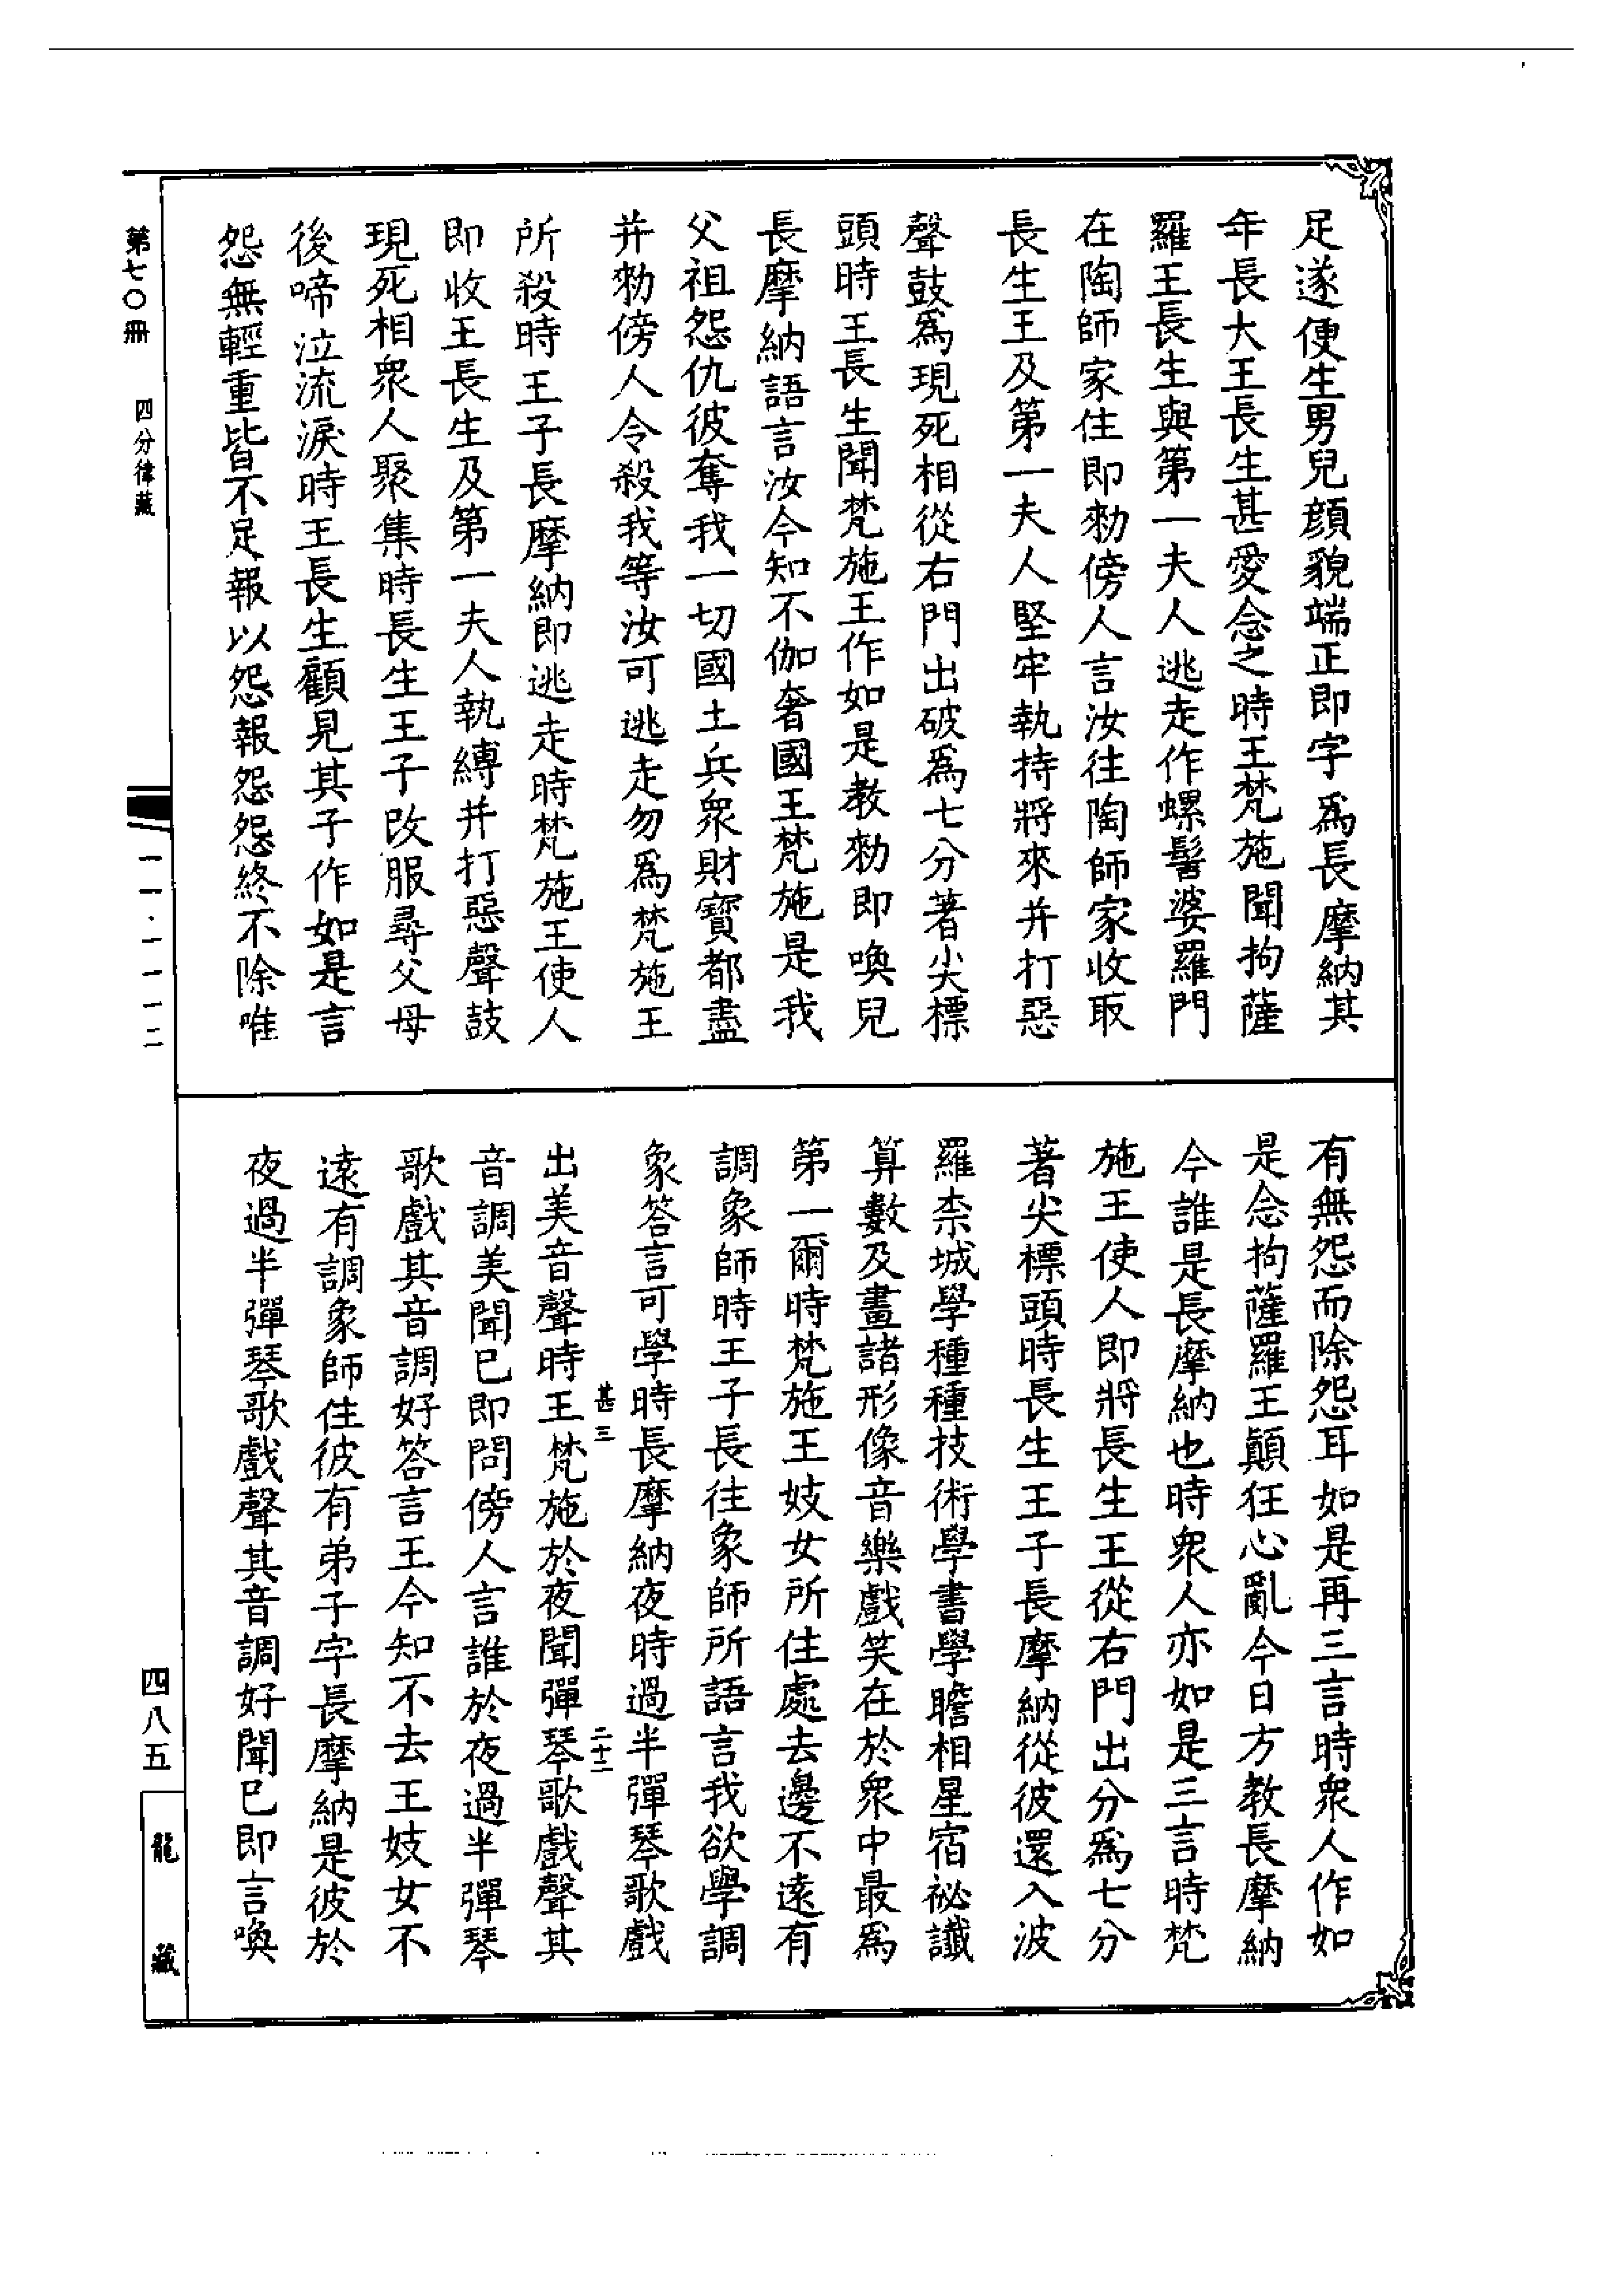 足遂便生男兒顏貌端正即字爲長摩納其
年長大王長生甚愛念之時王梵施聞拘薩
羅王長生與第一夫人逃走作螺髻婆羅門
在陶師家住即勑傍人言汝往陶師家收取
長生王及第一夫人堅牢執持將來并打惡
聲鼓爲現死相從右門出破爲七分著尖標
頭時王長生聞梵施王作如是教勑即喚兒
長摩納語言汝今知不伽奢國王梵施是我
父祖怨仇彼奪我一切國土兵衆財寶都盡
并勑傍人令殺我等汝可逃走勿爲梵施王
所殺時王子長摩納即逃走時梵施王使人
即收王長生及第一夫人執縛并打惡聲鼓
現死相衆人聚集時長生王子改服尋父母
後啼泣流淚時王長生顧見其子作如是言
怨無輕重皆不足報以怨報怨怨終不除唯
有無怨而除怨耳如是再三言時衆人作如
是念拘薩羅王顛狂心亂今日方教長摩納
今誰是長摩納也時衆人亦如是三言時梵
施王使人即將長生王從右門出分爲七分
著尖標頭時長生王子長摩納從彼還入波
羅柰城學種種技術學書學瞻相星宿祕讖
算數及畫諸形像音樂戲笑在於衆中最爲
第一爾時梵施王妓女所住處去邊不遠有
調象師時王子長往象師所語言我欲學調
象答言可學時長摩納夜時過半彈琴歌戲
甚三
二十二
出美音聲時王梵施於夜聞彈琴歌戲聲其
音調美聞已即問傍人言誰於夜過半彈琴
歌戲其音調好答言王今知不去王妓女不
遠有調象師住彼有弟子字長摩納是彼於
夜過半彈琴歌戲聲其音調好聞已即言喚
第七〇冊
四分律藏
一一·一一一二
四八五
龍藏